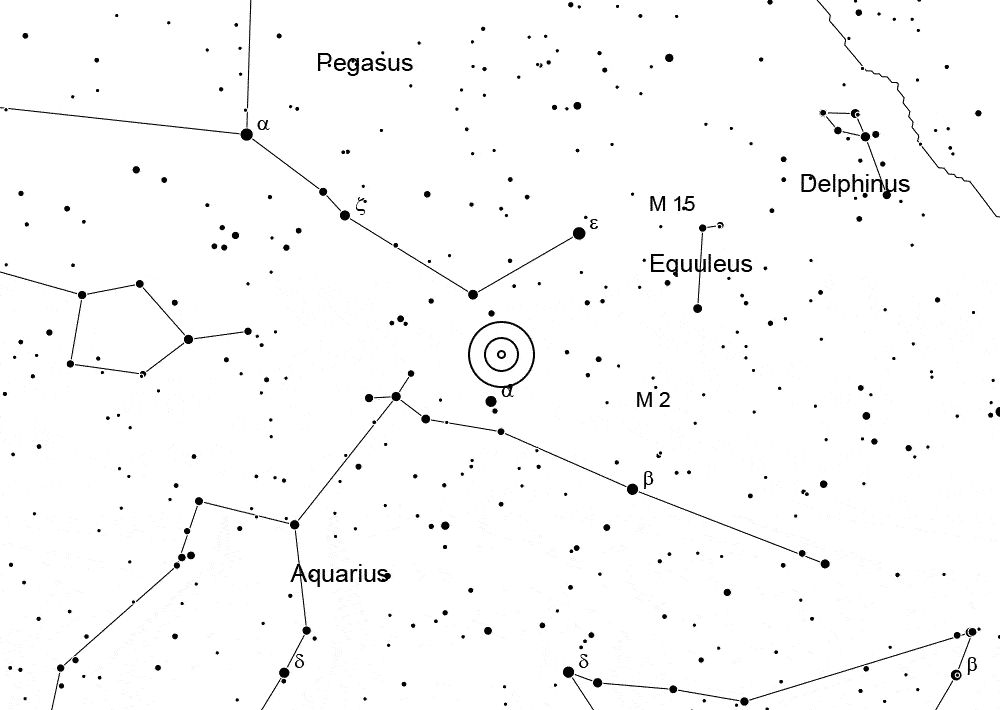 Pegasus
α
Delphinus
M 15
ζ
ε
Equuleus
α
M 2
β
Aquarius
δ
δ
β